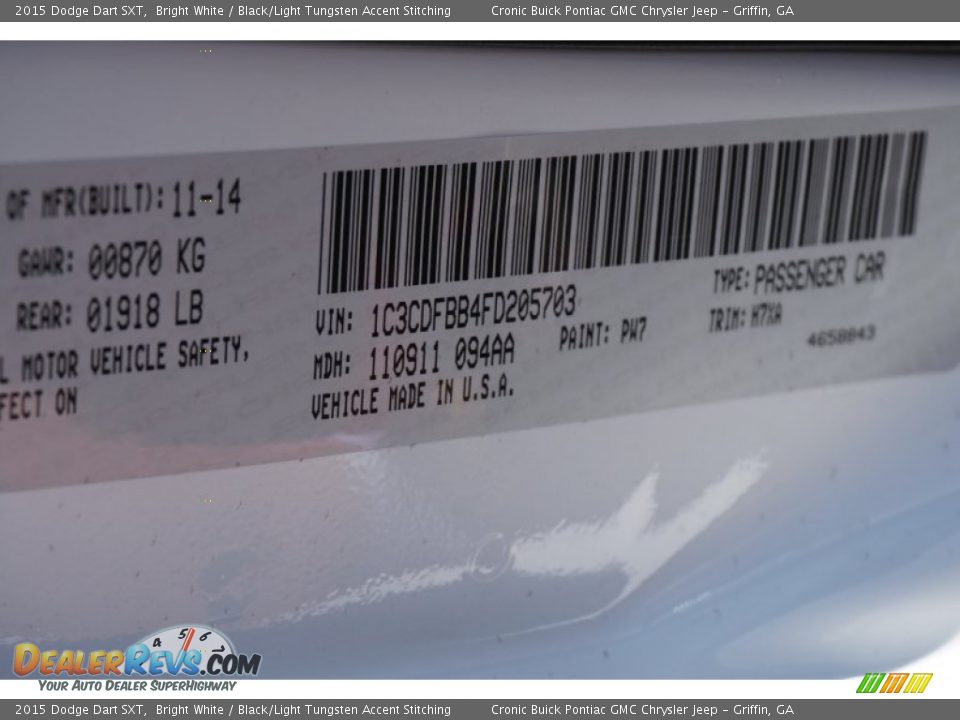 2015 Dodge Dart SXT,  Bright White / Black/Light Tungsten Accent Stitching  Cronic Buick Pontiac GMC Chrysler Jeep - Griffin, GA
OF MFR(BUILT): 11-14
GAWR: 00870 KG
REAR: 01918 LB
L MOTOR VEHICLE SAFETY,
FECT ON
VIN: 1C3CDFBB4FD205703
TYPE: PASSENGER CAR
MDH: 110911 094AA
PAINT: PW7
TRIM: H7XA
VEHICLE MADE IN U.S.A.
4658843
4 5 6
DEALERREVS.COM
YOUR AUTO DEALER SUPERHIGHWAY
2015 Dodge Dart SXT,  Bright White / Black/Light Tungsten Accent Stitching  Cronic Buick Pontiac GMC Chrysler Jeep - Griffin, GA